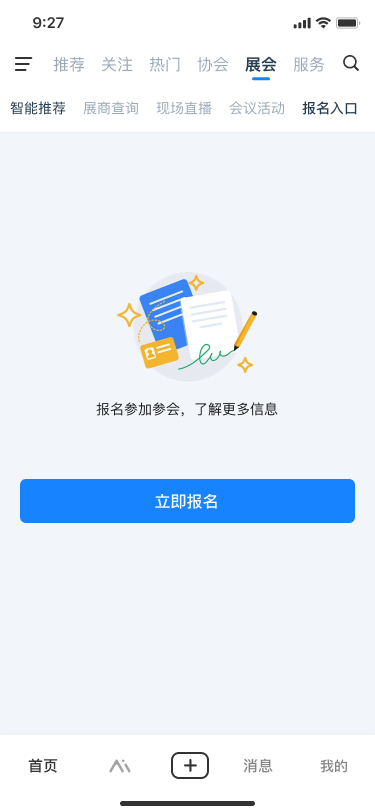 9:27
推荐 关注 热门 协会 展会 服务
智能推荐 展商查询 现场直播 会议活动 报名入口
报名参加参会，了解更多信息
立即报名
首页 消息 我的